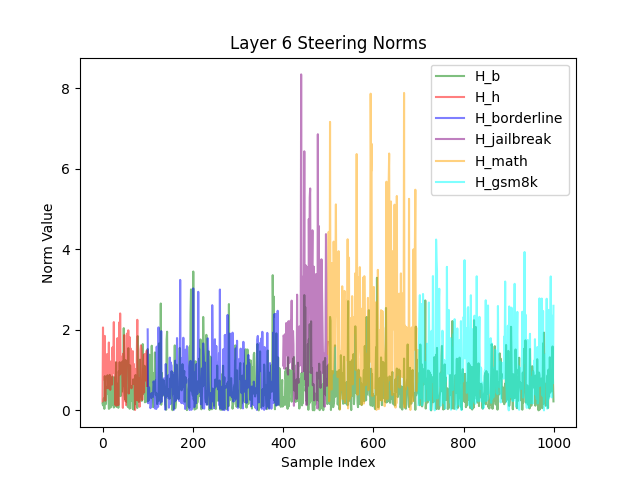 Layer 6 Steering Norms
Norm Value
8
6
4
2
0
0
200
400
600
800
1000
Sample Index
H_b
H_h
H_borderline
H_jailbreak
H_math
H_gsm8k